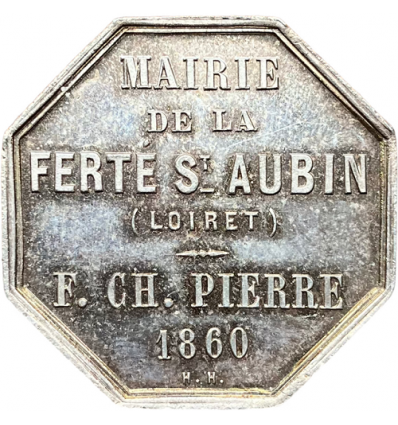 MAIRIE
DE LA
FERTÉ ST AUBIN
(LOIRET)
F. CH. PIERRE
1860
H. H.